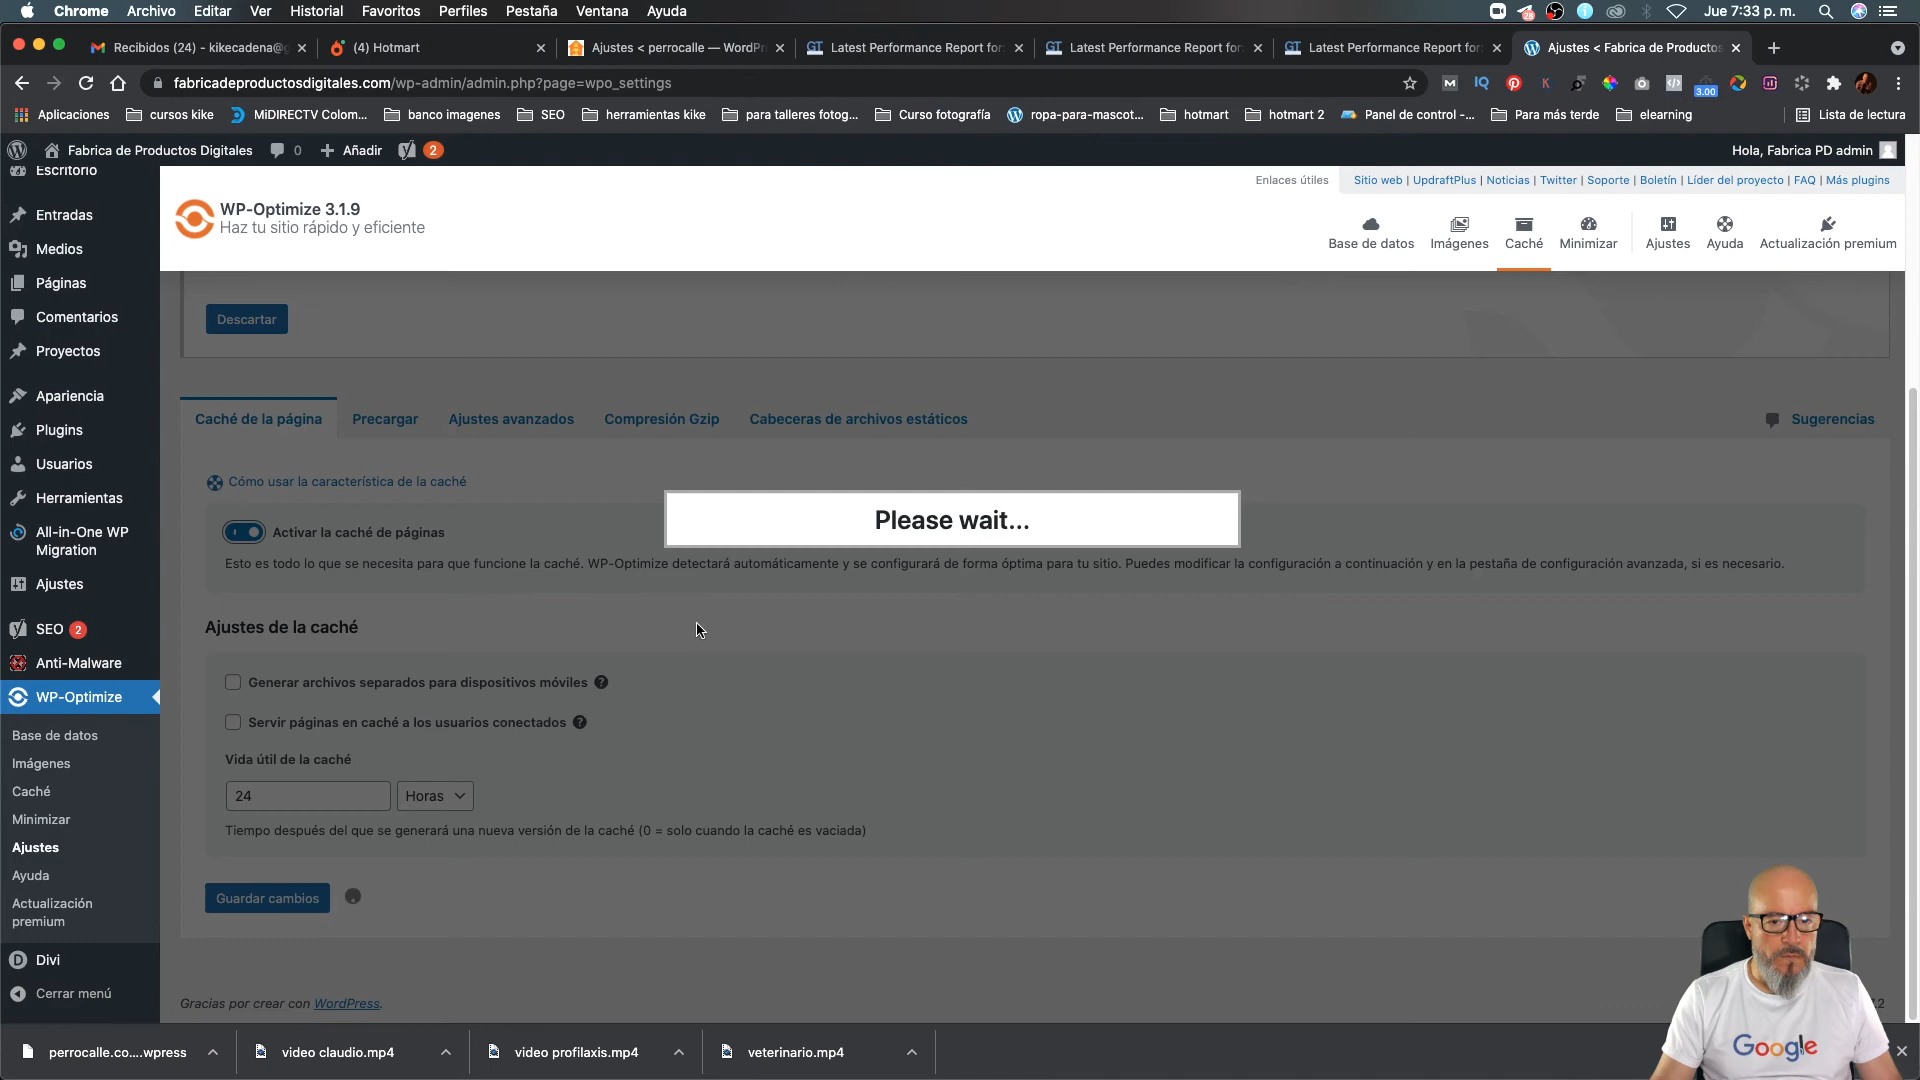 Chrome Archivo Editar Ver Historial Favoritos Perfiles Pestaña Ventana Ayuda
28
Jue 7:33 p. m.
Recibidos (24) - kikecadena@g
(4) Hotmart
Ajustes < perrocalle — WordPr
Latest Performance Report for
Latest Performance Report for
Latest Performance Report for
Ajustes < Fabrica de Productos
fabricadeproductosdigitales.com/wp-admin/admin.php?page=wpo_settings
3.00
Aplicaciones
cursos kike
MiDIRECTV Colom...
banco imagenes
SEO
herramientas kike
para talleres fotog...
Curso fotografía
ropa-para-mascot...
hotmart
hotmart 2
Panel de control -...
Para más terde
elearning
Lista de lectura
Fabrica de Productos Digitales
0
Añadir
2
Hola, Fabrica PD admin
Escritorio
Entradas
Medios
Páginas
Comentarios
Proyectos
Apariencia
Plugins
Usuarios
Herramientas
All-in-One WP
Migration
Ajustes
SEO 2
Anti-Malware
WP-Optimize
Base de datos
Imágenes
Caché
Minimizar
Ajustes
Ayuda
Actualización
premium
Divi
Cerrar menú
Enlaces útiles
Sitio web | UpdraftPlus | Noticias | Twitter | Soporte | Boletín | Líder del proyecto | FAQ | Más plugins
WP-Optimize 3.1.9
Haz tu sitio rápido y eficiente
Base de datos
Imágenes
Caché
Minimizar
Ajustes
Ayuda
Actualización premium
Descartar
Caché de la página
Precargar
Ajustes avanzados
Compresión Gzip
Cabeceras de archivos estáticos
Sugerencias
Cómo usar la característica de la caché
Please wait...
Activar la caché de páginas
Esto es todo lo que se necesita para que funcione la caché. WP-Optimize detectará automáticamente y se configurará de forma óptima para tu sitio. Puedes modificar la configuración a continuación y en la pestaña de configuración avanzada, si es necesario.
Ajustes de la caché
Generar archivos separados para dispositivos móviles
Servir páginas en caché a los usuarios conectados
Vida útil de la caché
24
Horas
Tiempo después del que se generará una nueva versión de la caché (0 = solo cuando la caché es vaciada)
Guardar cambios
Gracias por crear con WordPress.
Google
perrocalle.co....wpress
video claudio.mp4
video profilaxis.mp4
veterinario.mp4